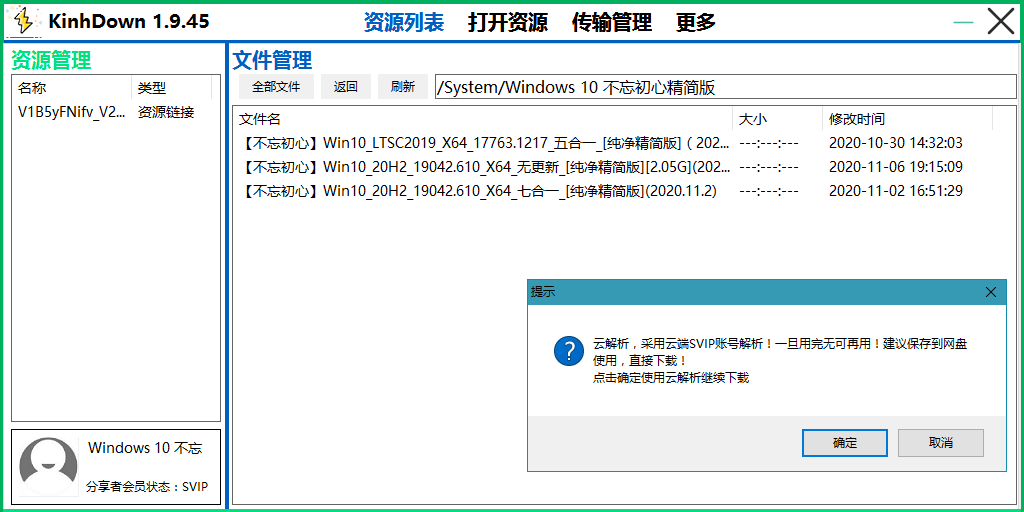 KinhDown 1.9.45
资源列表 打开资源 传输管理 更多
资源管理
名称 类型
V1B5yFNifv_V2... 资源链接
Windows 10 不忘
分享者会员状态：SVIP
文件管理
全部文件 返回 刷新 /System/Windows 10 不忘初心精简版
文件名 大小 修改时间
【不忘初心】Win10_LTSC2019_X64_17763.1217_五合一_[纯净精简版]（202... ---:---:--- 2020-10-30 14:32:03
【不忘初心】Win10_20H2_19042.610_X64_无更新_[纯净精简版][2.05G](202... ---:---:--- 2020-11-06 19:15:09
【不忘初心】Win10_20H2_19042.610_X64_七合一_[纯净精简版](2020.11.2) ---:---:--- 2020-11-02 16:51:29
提示
云解析，采用云端SVIP账号解析！一旦用完无可再用！建议保存到网盘
使用，直接下载！
点击确定使用云解析继续下载
确定 取消